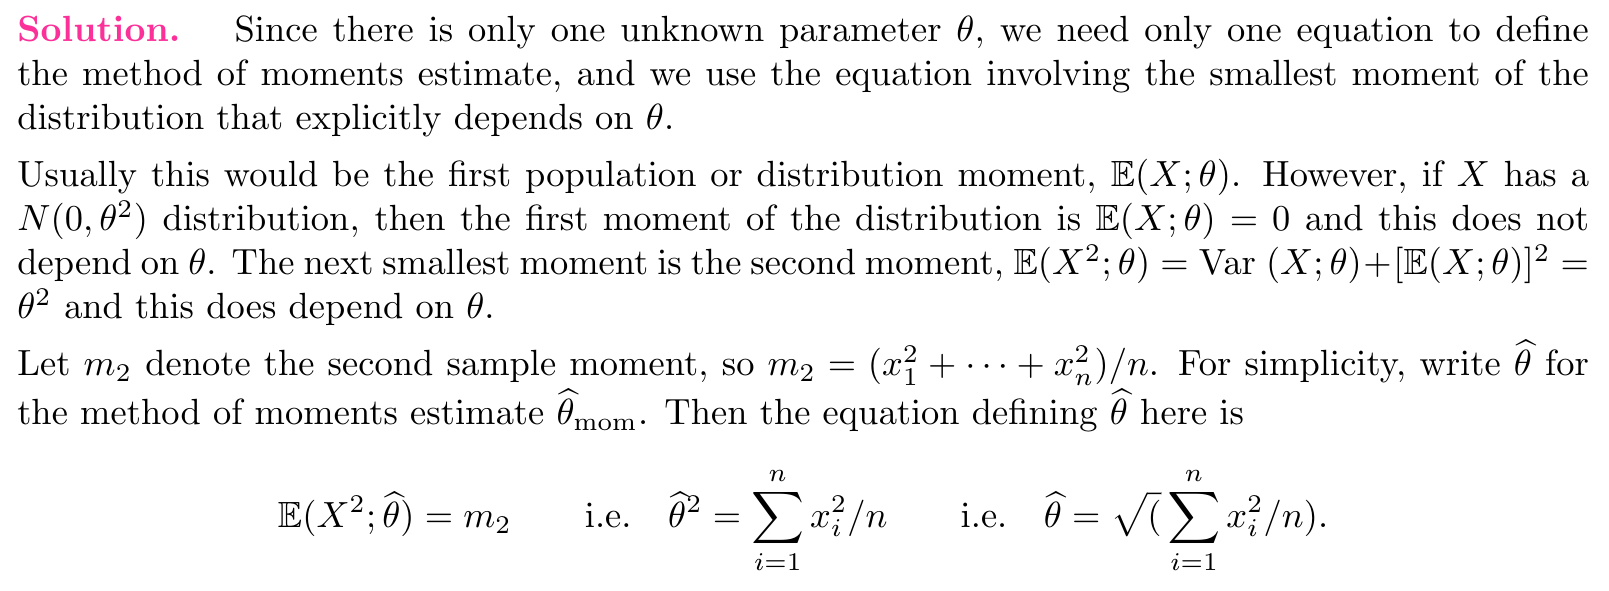 Solution. Since there is only one unknown parameter θ, we need only one equation to define
the method of moments estimate, and we use the equation involving the smallest moment of the
distribution that explicitly depends on θ.
Usually this would be the first population or distribution moment, 𝔼(X; θ). However, if X has a
N(0, θ²) distribution, then the first moment of the distribution is 𝔼(X; θ) = 0 and this does not
depend on θ. The next smallest moment is the second moment, 𝔼(X²; θ) = Var (X; θ)+[𝔼(X; θ)]² =
θ² and this does depend on θ.
Let m₂ denote the second sample moment, so m₂ = (x₁² + ⋯ + xₙ²)/n. For simplicity, write θ̂ for
the method of moments estimate θ̂_mom. Then the equation defining θ̂ here is
𝔼(X²; θ̂) = m₂ i.e. θ̂² = ∑_{i=1}^{n} x_i²/n i.e. θ̂ = √(∑_{i=1}^{n} x_i²/n).